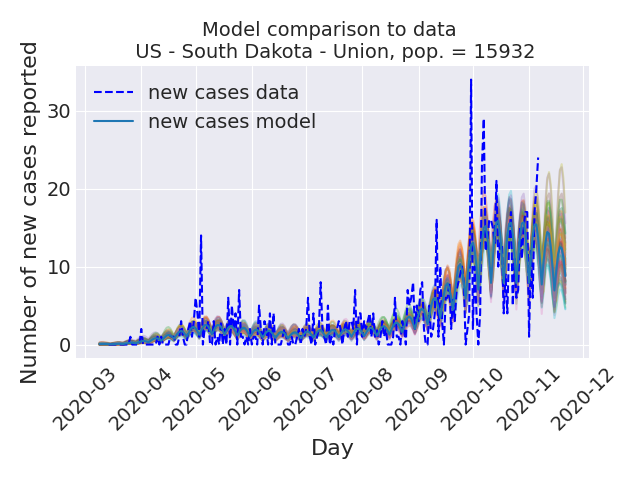 Model comparison to data
US - South Dakota - Union, pop. = 15932
Number of new cases reported
new cases data
new cases model
30
20
10
0
2020-03
2020-04
2020-05
2020-06
2020-07
2020-08
2020-09
2020-10
2020-11
2020-12
Day